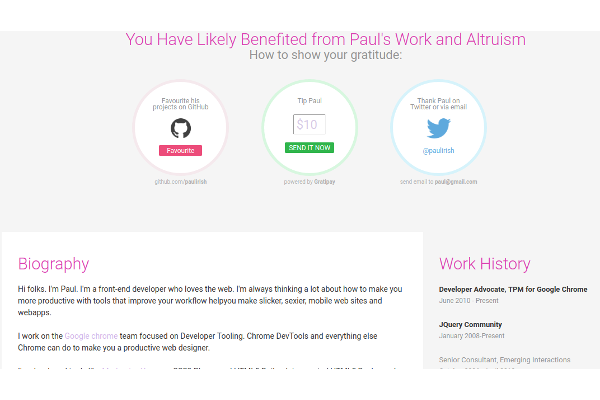 You Have Likely Benefited from Paul's Work and Altruism
How to show your gratitude:
Favourite his
projects on GitHub
Favourite
github.com/paulirish
Tip Paul
$10
SEND IT NOW
powered by Gratipay
Thank Paul on
Twitter or via email
@paulirish
send email to paul@gmail.com
Biography
Hi folks. I'm Paul. I'm a front-end developer who loves the web. I'm always thinking a lot about how to make you
more productive with tools that improve your workflow helpyou make slicker, sexier, mobile web sites and
webapps.
I work on the Google chrome team focused on Developer Tooling. Chrome DevTools and everything else
Chrome can do to make you a productive web designer.
Work History
Developer Advocate, TPM for Google Chrome
June 2010 - Present
JQuery Community
January 2008-Present
Senior Consultant, Emerging Interactions